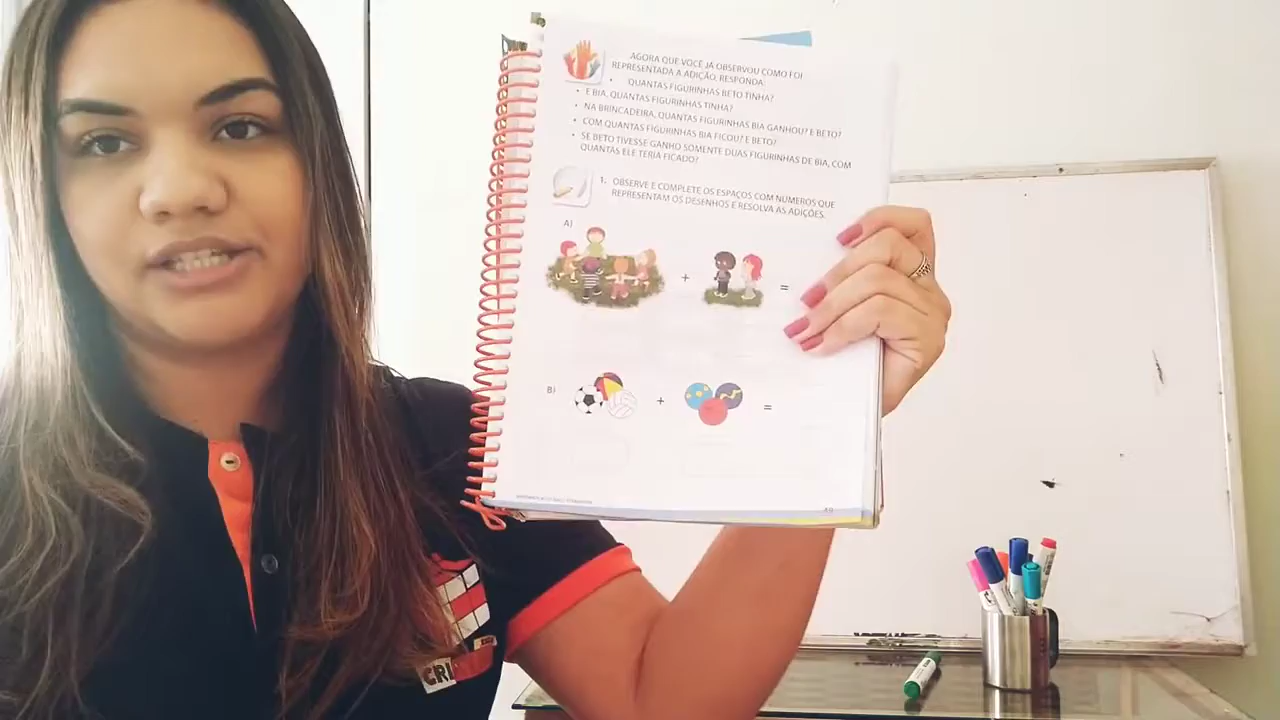 AGORA QUE VOCÊ JÁ OBSERVOU COMO FOI
REPRESENTADA A ADIÇÃO, RESPONDA:
• QUANTAS FIGURINHAS BETO TINHA?
• E BIA, QUANTAS FIGURINHAS TINHA?
• NA BRINCADEIRA, QUANTAS FIGURINHAS BIA GANHOU? E BETO?
• COM QUANTAS FIGURINHAS BIA FICOU? E BETO?
• SE BETO TIVESSE GANHO SOMENTE DUAS FIGURINHAS DE BIA, COM
QUANTAS ELE TERIA FICADO?
1. OBSERVE E COMPLETE OS ESPAÇOS COM NÚMEROS QUE
REPRESENTAM OS DESENHOS E RESOLVA AS ADIÇÕES.
A)
+ =
B)
+ =
49
CRI